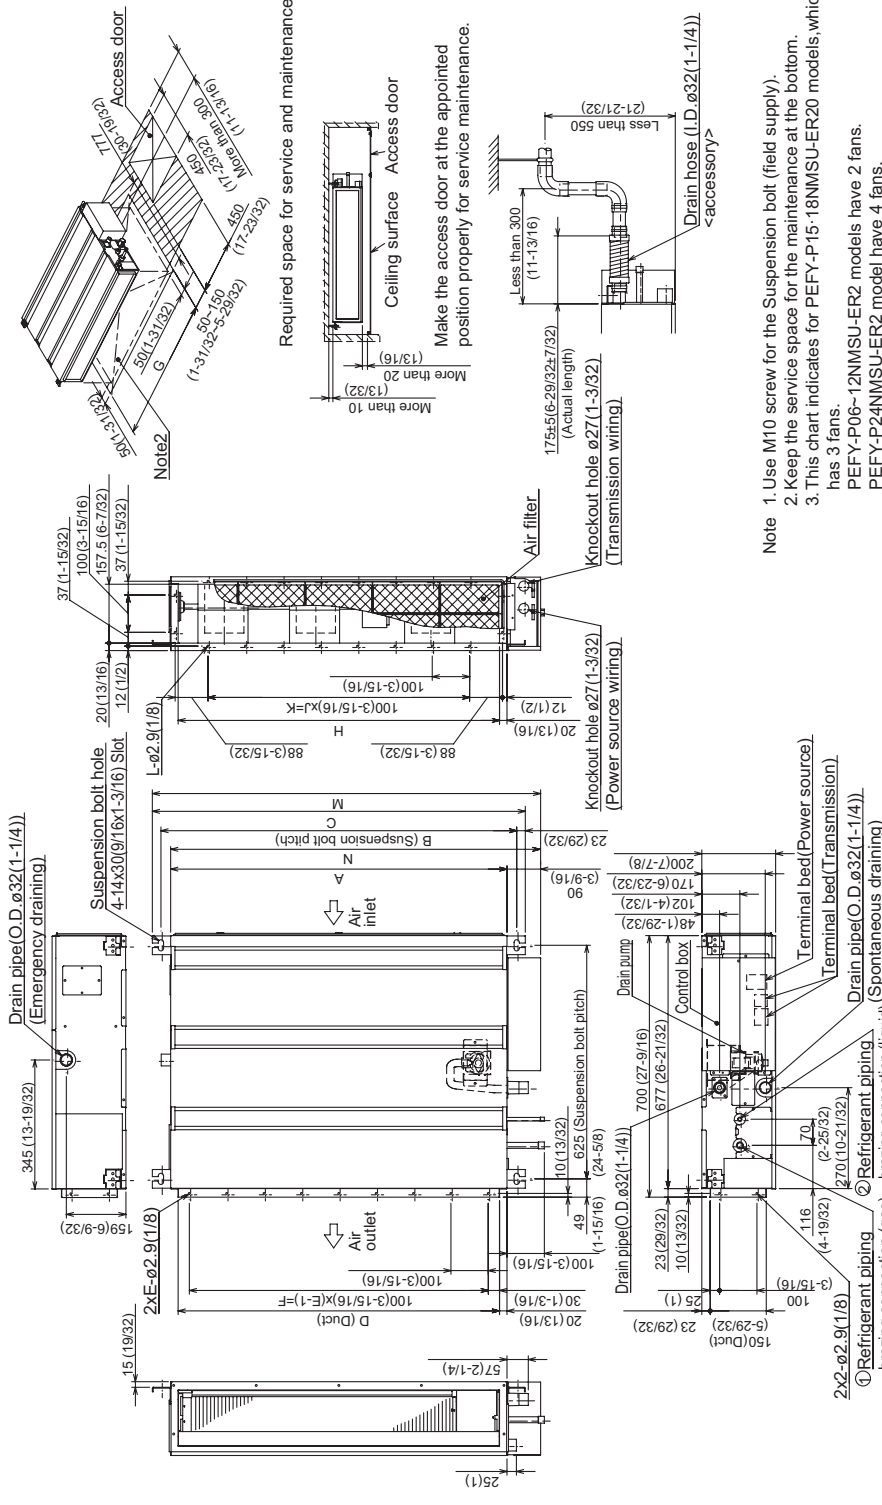 Access door
777
(30-19/32)
More than 300
(11-13/16)
450
(17-23/32)
450
(17-23/32)
50~150
(1-31/32~5-29/32)
50(1-31/32)
G
50(1-31/32)
Note2
Required space for service and maintenance
Ceiling surface
Access door
More than 20
(13/16)
More than 10
(13/32)
Make the access door at the appointed
position properly for service maintenance.
Less than 550
(21-21/32)
Less than 300
(11-13/16)
175±5(6-29/32±7/32)
(Actual length)
Drain hose (I.D.ø32(1-1/4))
<accessory>
Note 1.Use M10 screw for the Suspension bolt (field supply).
2.Keep the service space for the maintenance at the bottom.
3.This chart indicates for PEFY-P15·18NMSU-ER20 models,
has 3 fans.
PEFY-P06~12NMSU-ER2 models have 2 fans.
PEFY-P24NMSU-ER2 model have 4 fans.
37(1-15/32)
100(3-15/16)
157.5 (6-7/32)
37 (1-15/32)
20(13/16)
12(1/2)
L-ø2.9(1/8)
Air filter
Knockout hole ø27(1-3/32)
(Transmission wiring)
Knockout hole ø27(1-3/32)
(Power source wiring)
100(3-15/16)
100(3-15/16)xJ=K
H
88(3-15/32)
88(3-15/32)
12(1/2)
20(13/16)
Drain pipe(O.D.ø32(1-1/4))
(Emergency draining)
Suspension bolt hole
4-14x30(9/16x1-3/16) Slot
345 (13-19/32)
159(6-9/32)
M
C
B (Suspension bolt pitch)
N
A
23 (29/32)
90
(3-9/16)
Air
inlet
Air
outlet
625 (Suspension bolt pitch)
(24-5/8)
10(13/32)
49
(1-15/16)
100 (3-15/16)
2xE-ø2.9(1/8)
100(3-15/16)
100(3-15/16)x(E-1)=F
D (Duct)
30 (1-3/16)
20 (13/16)
15 (19/32)
57(2-1/4)
25(1)
200(7-7/8)
170(6-23/32)
102(4-1/32)
48(1-29/32)
Drain pump
Control box
700 (27-9/16)
677 (26-21/32)
23(29/32)
10(13/32)
Drain pipe(O.D.ø32(1-1/4))
Terminal bed(Power source)
Terminal bed(Transmission)
Drain pipe(O.D.ø32(1-1/4))
(Spontaneous draining)
②Refrigerant piping
①Refrigerant piping
70
(2-25/32)
270(10-21/32)
116
(4-19/32)
100
(3-15/16)
25(1)
23 (29/32)
150(Duct)
(5-29/32)
2x2-ø2.9(1/8)